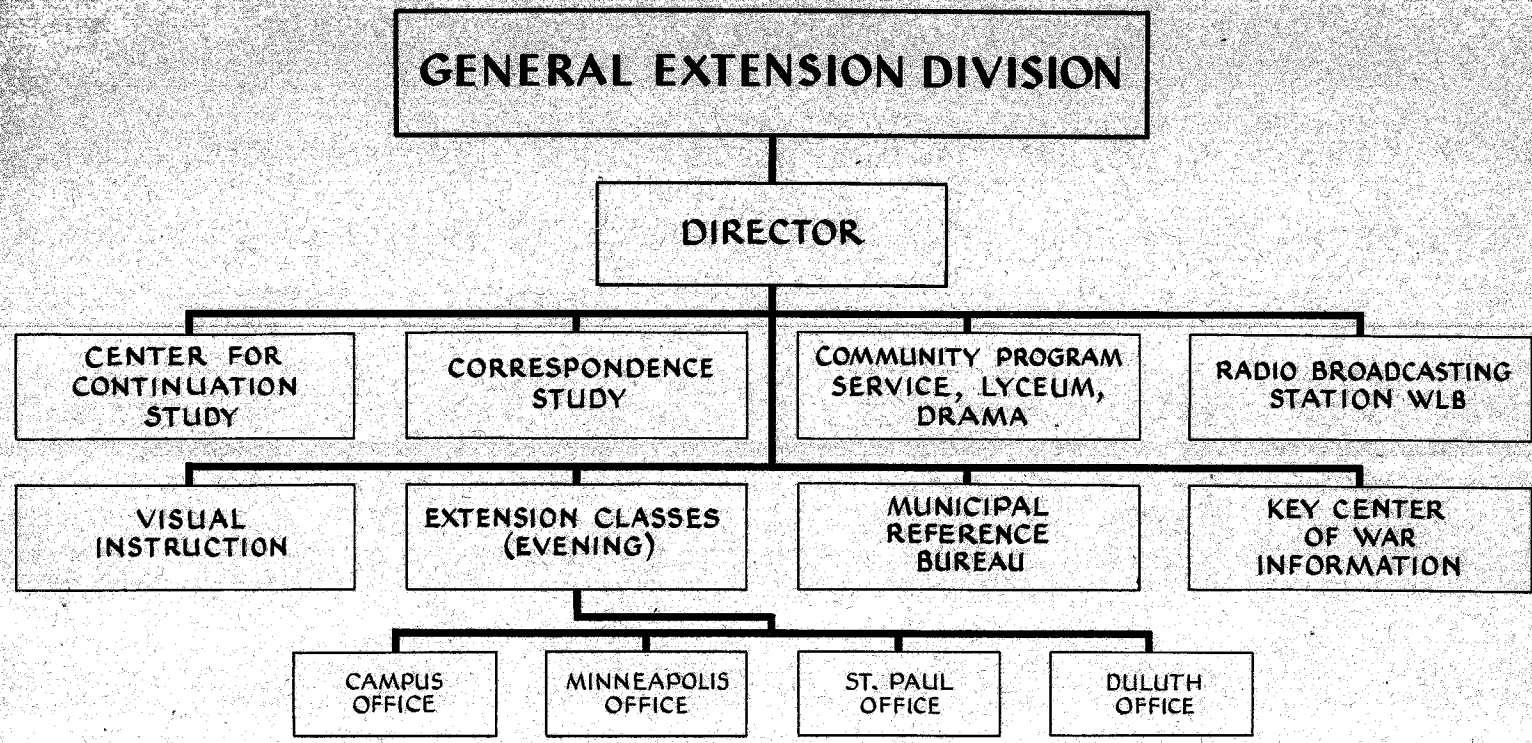 GENERAL EXTENSION DIVISION
DIRECTOR
CENTER FOR
CONTINUATION
STUDY
CORRESPONDENCE
STUDY
COMMUNITY PROGRAM
SERVICE, LYCEUM,
DRAMA
RADIO BROADCASTING
STATION WLB
VISUAL
INSTRUCTION
EXTENSION CLASSES
(EVENING)
MUNICIPAL
REFERENCE
BUREAU
KEY CENTER
OF WAR
INFORMATION
CAMPUS
OFFICE
MINNEAPOLIS
OFFICE
ST. PAUL
OFFICE
DULUTH
OFFICE